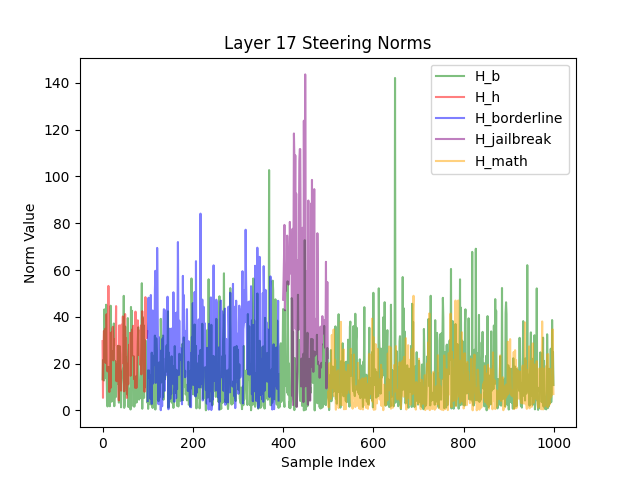 Layer 17 Steering Norms
H_b
H_h
H_borderline
H_jailbreak
H_math
Norm Value
140
120
100
80
60
40
20
0
0 200 400 600 800 1000
Sample Index